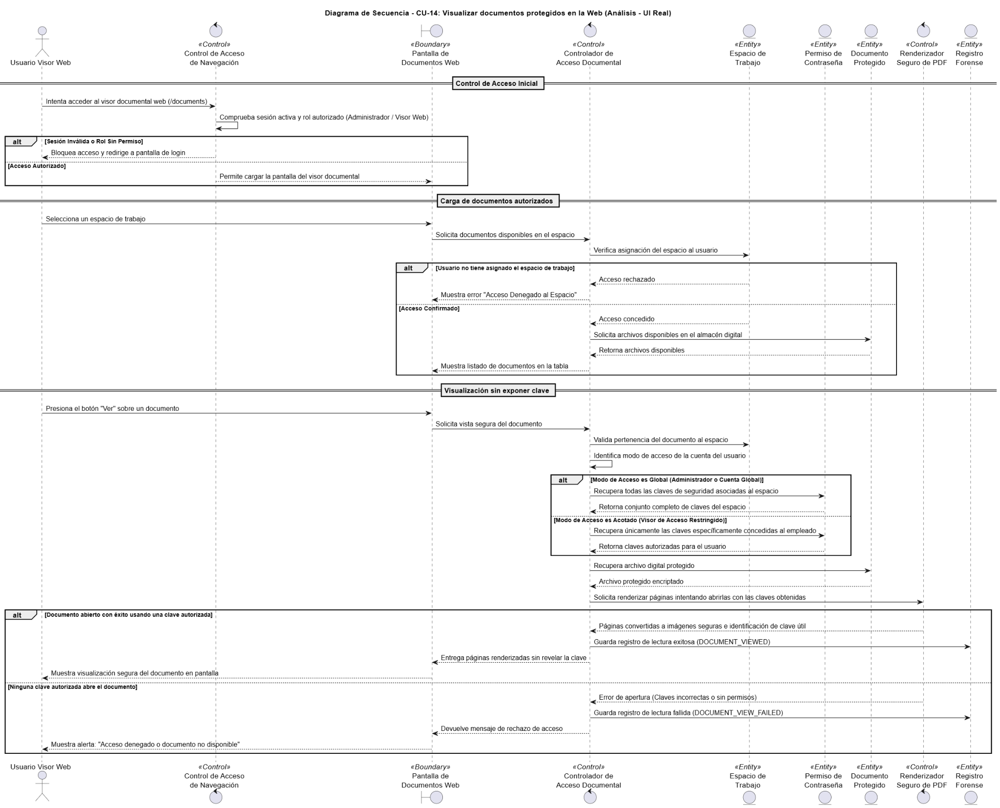 Diagrama de Secuencia - CU-14: Visualizar documentos protegidos en la Web (Análisis - UI Real)
Usuario Visor Web
«Control»
Control de Acceso
de Navegación
«Boundary»
Pantalla de
Documentos Web
«Control»
Controlador de
Acceso Documental
«Entity»
Espacio de
Trabajo
«Entity»
Permiso de
Contraseña
«Entity»
Documento
Protegido
«Control»
Renderizador
Seguro de PDF
«Entity»
Registro
Forense
Control de Acceso Inicial
Intenta acceder al visor documental web (/documents)
Comprueba sesión activa y rol autorizado (Administrador / Visor Web)
alt [Sesión Inválida o Rol Sin Permiso]
Bloquea acceso y redirige a pantalla de login
[Acceso Autorizado]
Permite cargar la pantalla del visor documental
Carga de documentos autorizados
Selecciona un espacio de trabajo
Solicita documentos disponibles en el espacio
Verifica asignación del espacio al usuario
alt [Usuario no tiene asignado el espacio de trabajo]
Acceso rechazado
Muestra error "Acceso Denegado al Espacio"
[Acceso Confirmado]
Acceso concedido
Solicita archivos disponibles en el almacén digital
Retorna archivos disponibles
Muestra listado de documentos en la tabla
Visualización sin exponer clave
Presiona el botón "Ver" sobre un documento
Solicita vista segura del documento
Valida pertenencia del documento al espacio
Identifica modo de acceso de la cuenta del usuario
alt [Modo de Acceso es Global (Administrador o Cuenta Global)]
Recupera todas las claves de seguridad asociadas al espacio
Retorna conjunto completo de claves del espacio
[Modo de Acceso es Acotado (Visor de Acceso Restringido)]
Recupera únicamente las claves específicamente concedidas al empleado
Retorna claves autorizadas para el usuario
Recupera archivo digital protegido
Archivo protegido encriptado
Solicita renderizar páginas intentando abrirlas con las claves obtenidas
alt [Documento abierto con éxito usando una clave autorizada]
Páginas convertidas a imágenes seguras e identificación de clave útil
Guarda registro de lectura exitosa (DOCUMENT_VIEWED)
Entrega páginas renderizadas sin revelar la clave
Muestra visualización segura del documento en pantalla
[Ninguna clave autorizada abre el documento]
Error de apertura (Claves incorrectas o sin permisos)
Guarda registro de lectura fallida (DOCUMENT_VIEW_FAILED)
Devuelve mensaje de rechazo de acceso
Muestra alerta: "Acceso denegado o documento no disponible"
Usuario Visor Web
«Control»
Control de Acceso
de Navegación
«Boundary»
Pantalla de
Documentos Web
«Control»
Controlador de
Acceso Documental
«Entity»
Espacio de
Trabajo
«Entity»
Permiso de
Contraseña
«Entity»
Documento
Protegido
«Control»
Renderizador
Seguro de PDF
«Entity»
Registro
Forense